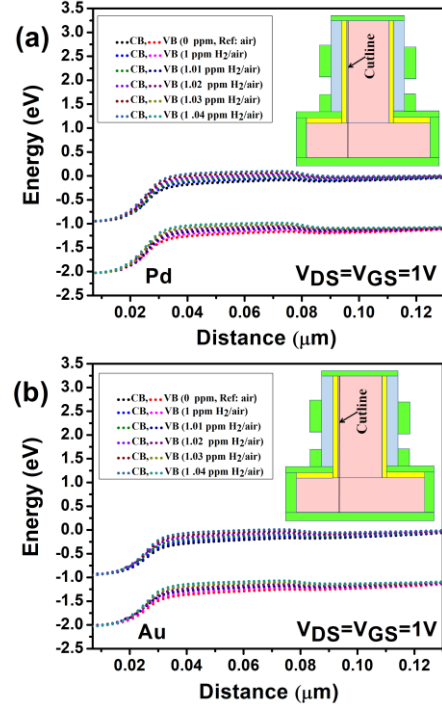 (a)
CB, VB (0 ppm, Ref: air)
CB, VB (1 ppm H2/air)
CB, VB (1.01 ppm H2/air)
CB, VB (1.02 ppm H2/air)
CB, VB (1.03 ppm H2/air)
CB, VB (1 .04 ppm H2/air)
Cutline
Energy (eV)
3.5
3.0
2.5
2.0
1.5
1.0
0.5
0.0
-0.5
-1.0
-1.5
-2.0
-2.5
Pd
VDS=VGS=1V
0.02 0.04 0.06 0.08 0.10 0.12
Distance (μm)
(b)
CB, VB (0 ppm, Ref: air)
CB, VB (1 ppm H2/air)
CB, VB (1.01 ppm H2/air)
CB, VB (1.02 ppm H2/air)
CB, VB (1.03 ppm H2/air)
CB, VB (1 .04 ppm H2/air)
Cutline
Energy (eV)
3.5
3.0
2.5
2.0
1.5
1.0
0.5
0.0
-0.5
-1.0
-1.5
-2.0
-2.5
Au
VDS=VGS=1V
0.02 0.04 0.06 0.08 0.10 0.12
Distance (μm)